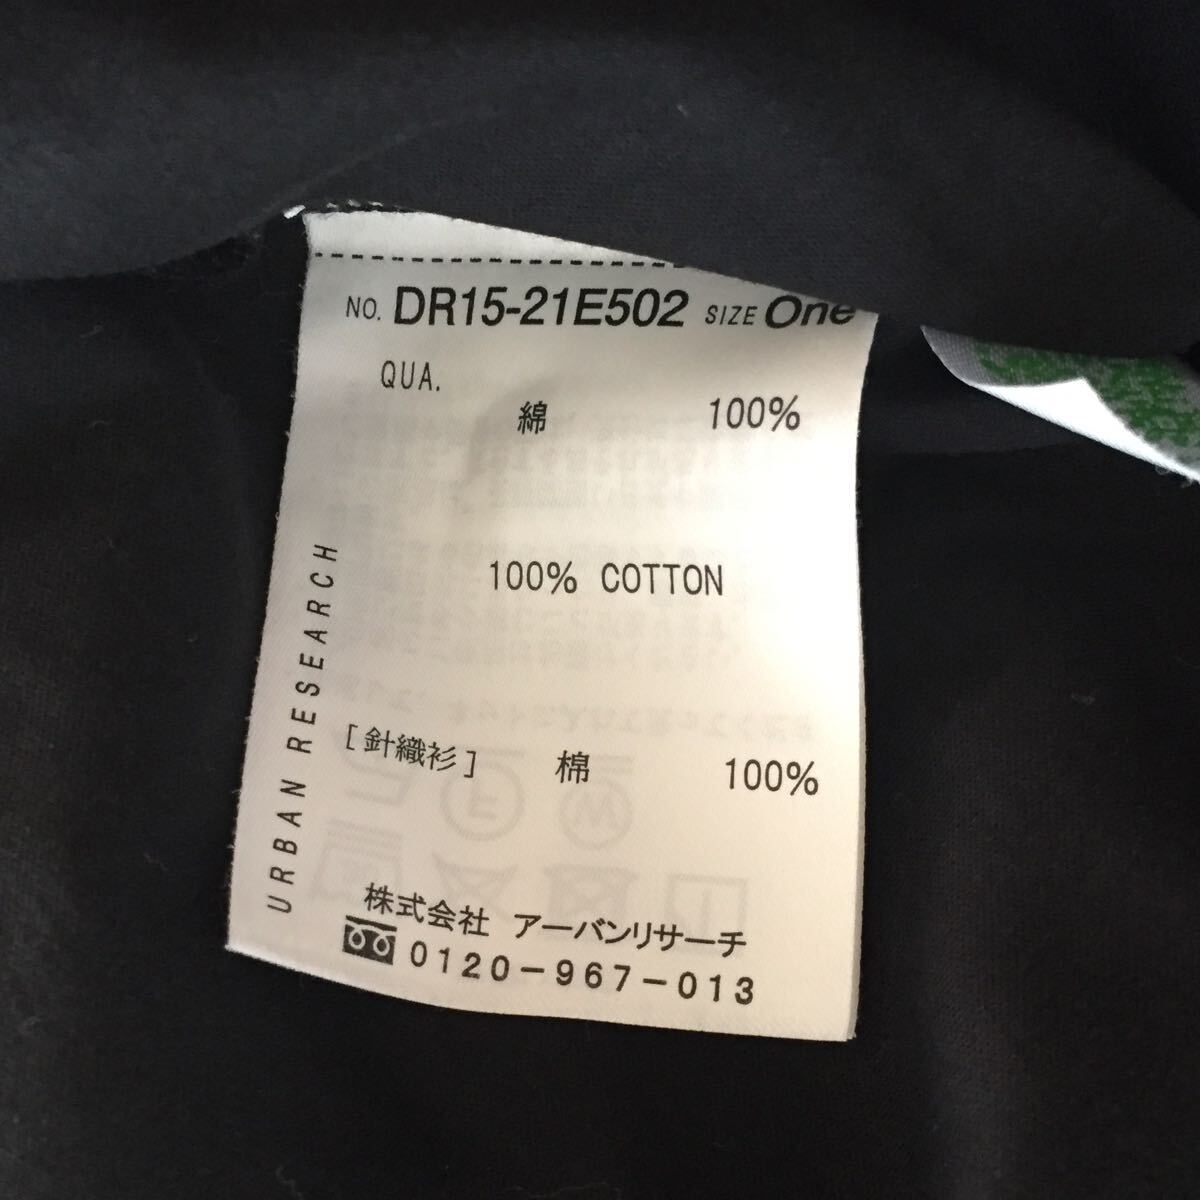 NO. DR15-21E502 SIZE One
QUA.
綿 100%
100% COTTON
[針織衫] 棉 100%
URBAN RESEARCH
株式会社 アーバンリサーチ
0120-967-013